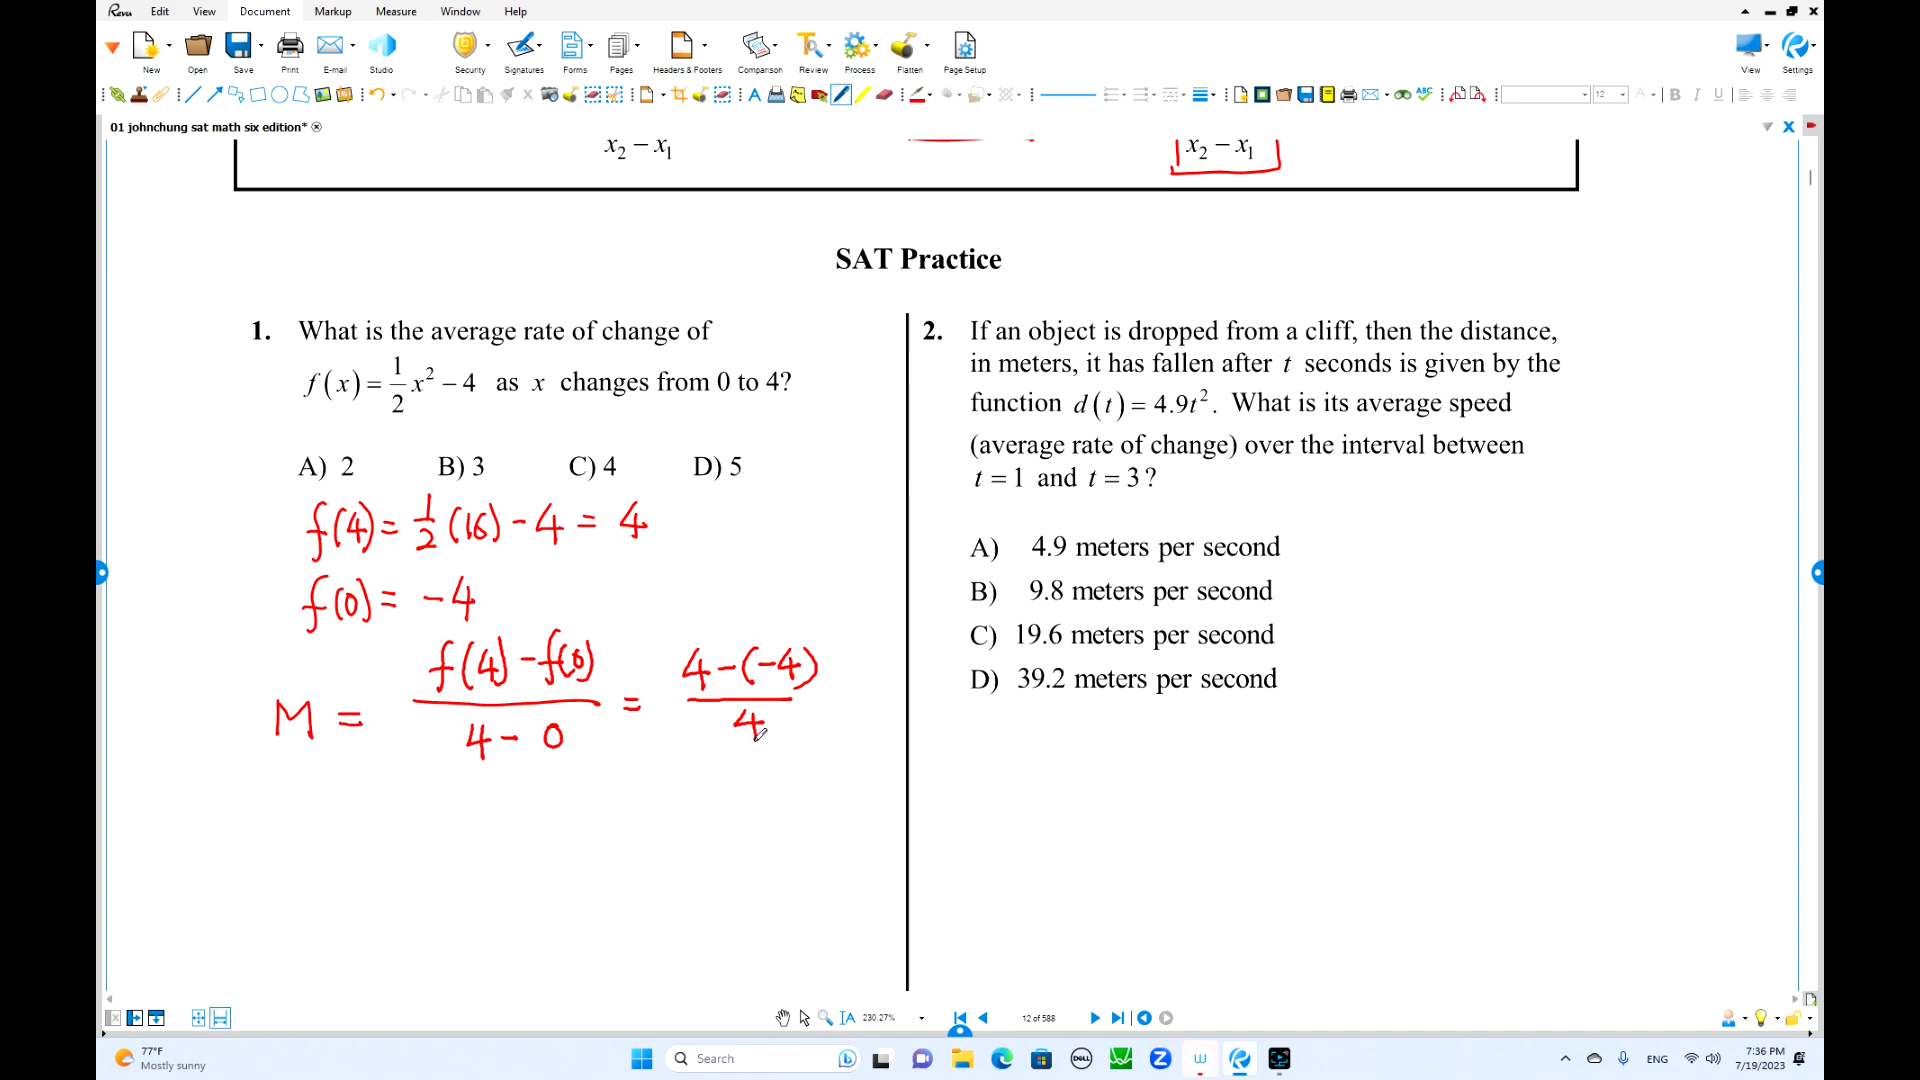 Revu Edit View Document Markup Measure Window Help
New Open Save Print E-mail Studio Security Signatures Forms Pages Headers & Footers Comparison Review Process Flatten Page Setup View Settings
12
01 johnchung sat math six edition*
x₂ − x₁ x₂ − x₁
SAT Practice
1. What is the average rate of change of
f(x) = 1/2 x² − 4 as x changes from 0 to 4?
A) 2 B) 3 C) 4 D) 5
f(4) = 1/2 (16) - 4 = 4
f(0) = -4
M = f(4) - f(0) / 4 - 0 = 4 - (-4) / 4
2. If an object is dropped from a cliff, then the distance,
in meters, it has fallen after t seconds is given by the
function d(t) = 4.9t². What is its average speed
(average rate of change) over the interval between
t = 1 and t = 3?
A) 4.9 meters per second
B) 9.8 meters per second
C) 19.6 meters per second
D) 39.2 meters per second
230.27% 12 of 588
77°F
Mostly sunny
Search
DELL
ENG
7:36 PM
7/19/2023